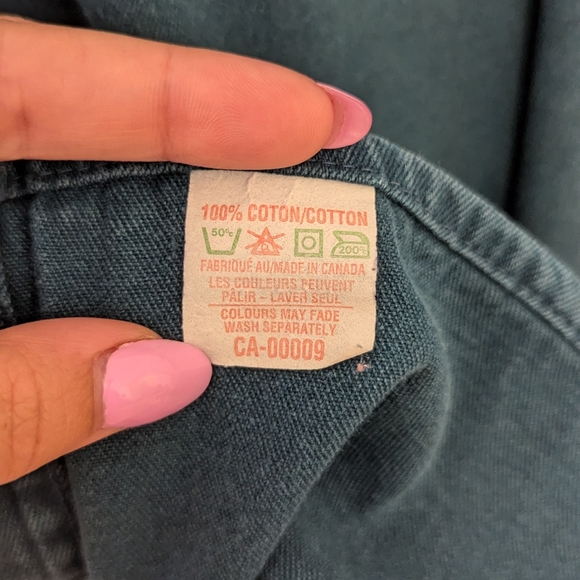 100% COTON/COTTON
50°c 200°c
FABRIQUÉ AU/MADE IN CANADA
LES COULEURS PEUVENT
PÂLIR - LAVER SEUL
COLOURS MAY FADE
WASH SEPARATELY
CA-00009